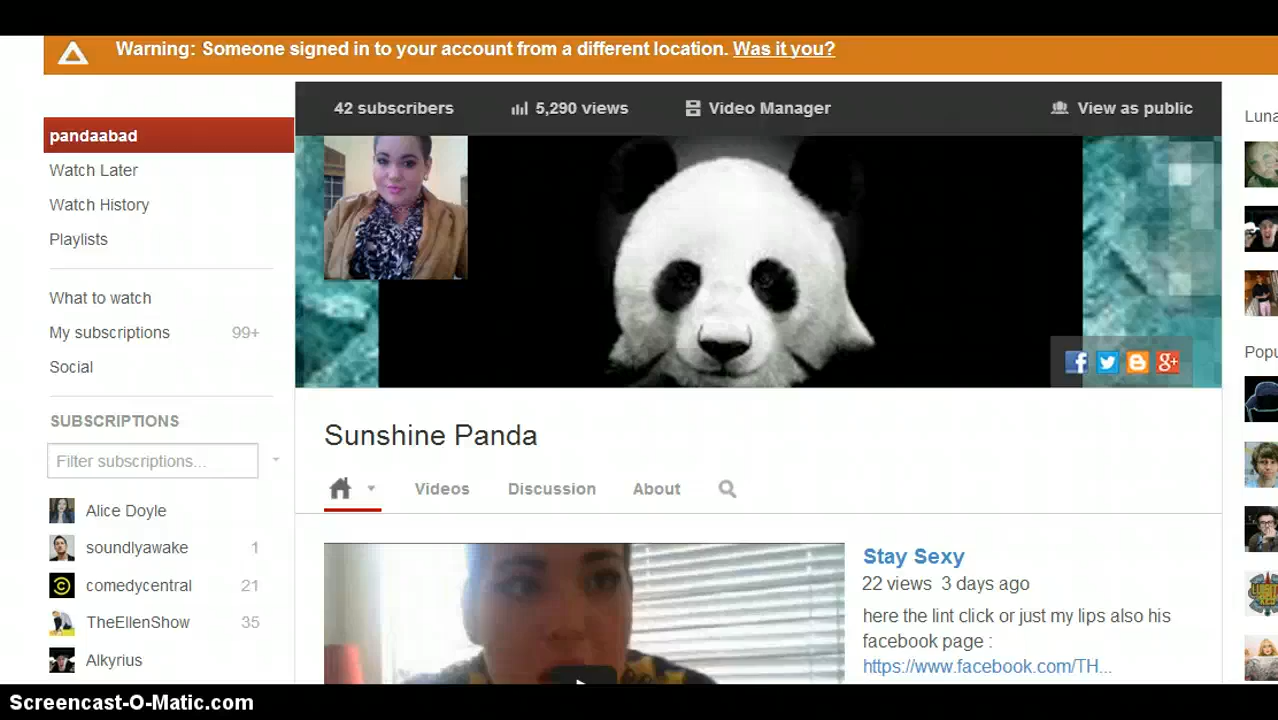 Warning: Someone signed in to your account from a different location. Was it you?
42 subscribers 5,290 views Video Manager View as public
pandaabad
Watch Later
Watch History
Playlists
What to watch
My subscriptions 99+
Social
SUBSCRIPTIONS
Filter subscriptions...
Alice Doyle
soundlyawake 1
comedycentral 21
TheEllenShow 35
Alkyrius
Sunshine Panda
Videos Discussion About
Stay Sexy
22 views 3 days ago
here the lint click or just my lips also his
facebook page :
https://www.facebook.com/TH...
Screencast-O-Matic.com